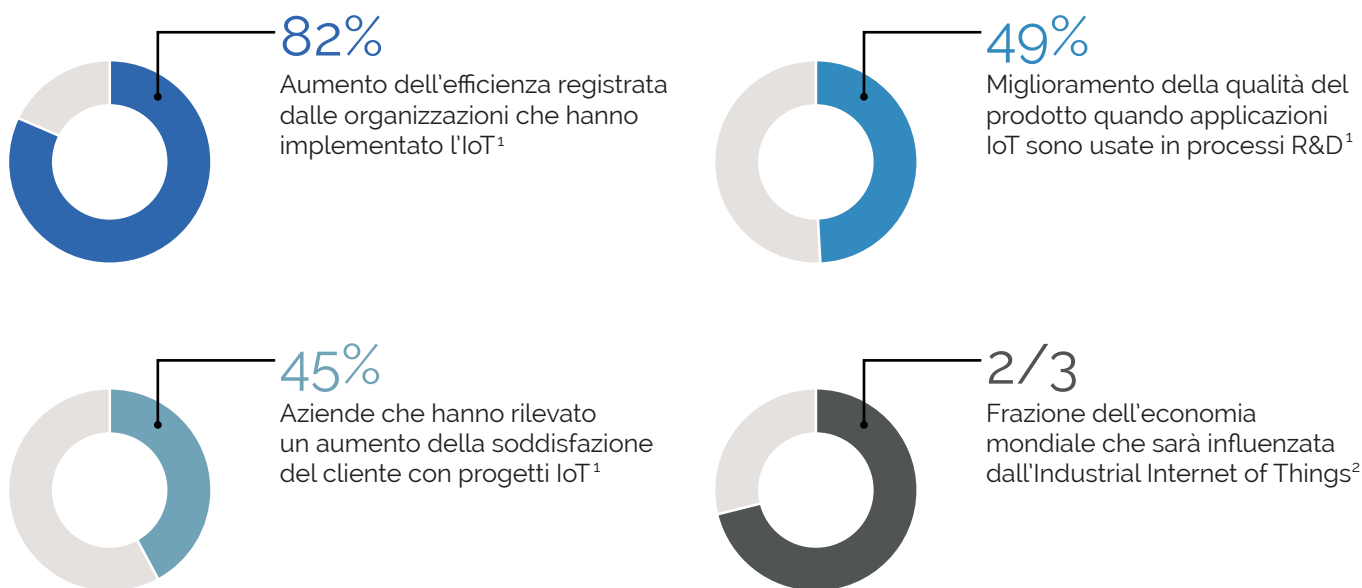 82%
Aumento dell'efficienza registrata
dalle organizzazioni che hanno
implementato l'IoT¹
49%
Miglioramento della qualità del
prodotto quando applicazioni
IoT sono usate in processi R&D¹
45%
Aziende che hanno rilevato
un aumento della soddisfazione
del cliente con progetti IoT¹
2/3
Frazione dell'economia
mondiale che sarà influenzata
dall'Industrial Internet of Things²